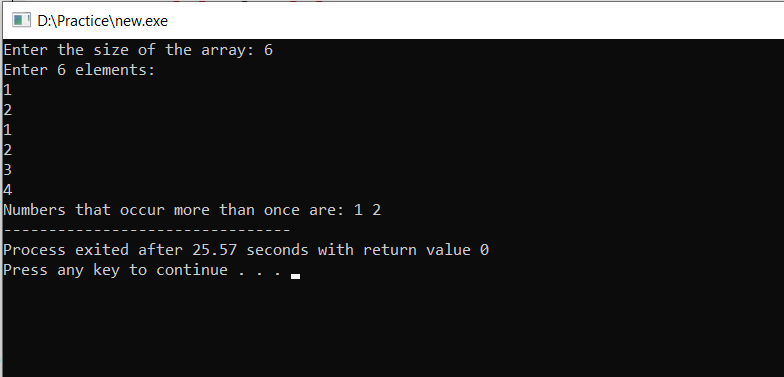 D:\Practice\new.exe
Enter the size of the array: 6
Enter 6 elements:
1
2
1
2
3
4
Numbers that occur more than once are: 1 2
--------------------------------
Process exited after 25.57 seconds with return value 0
Press any key to continue . . .